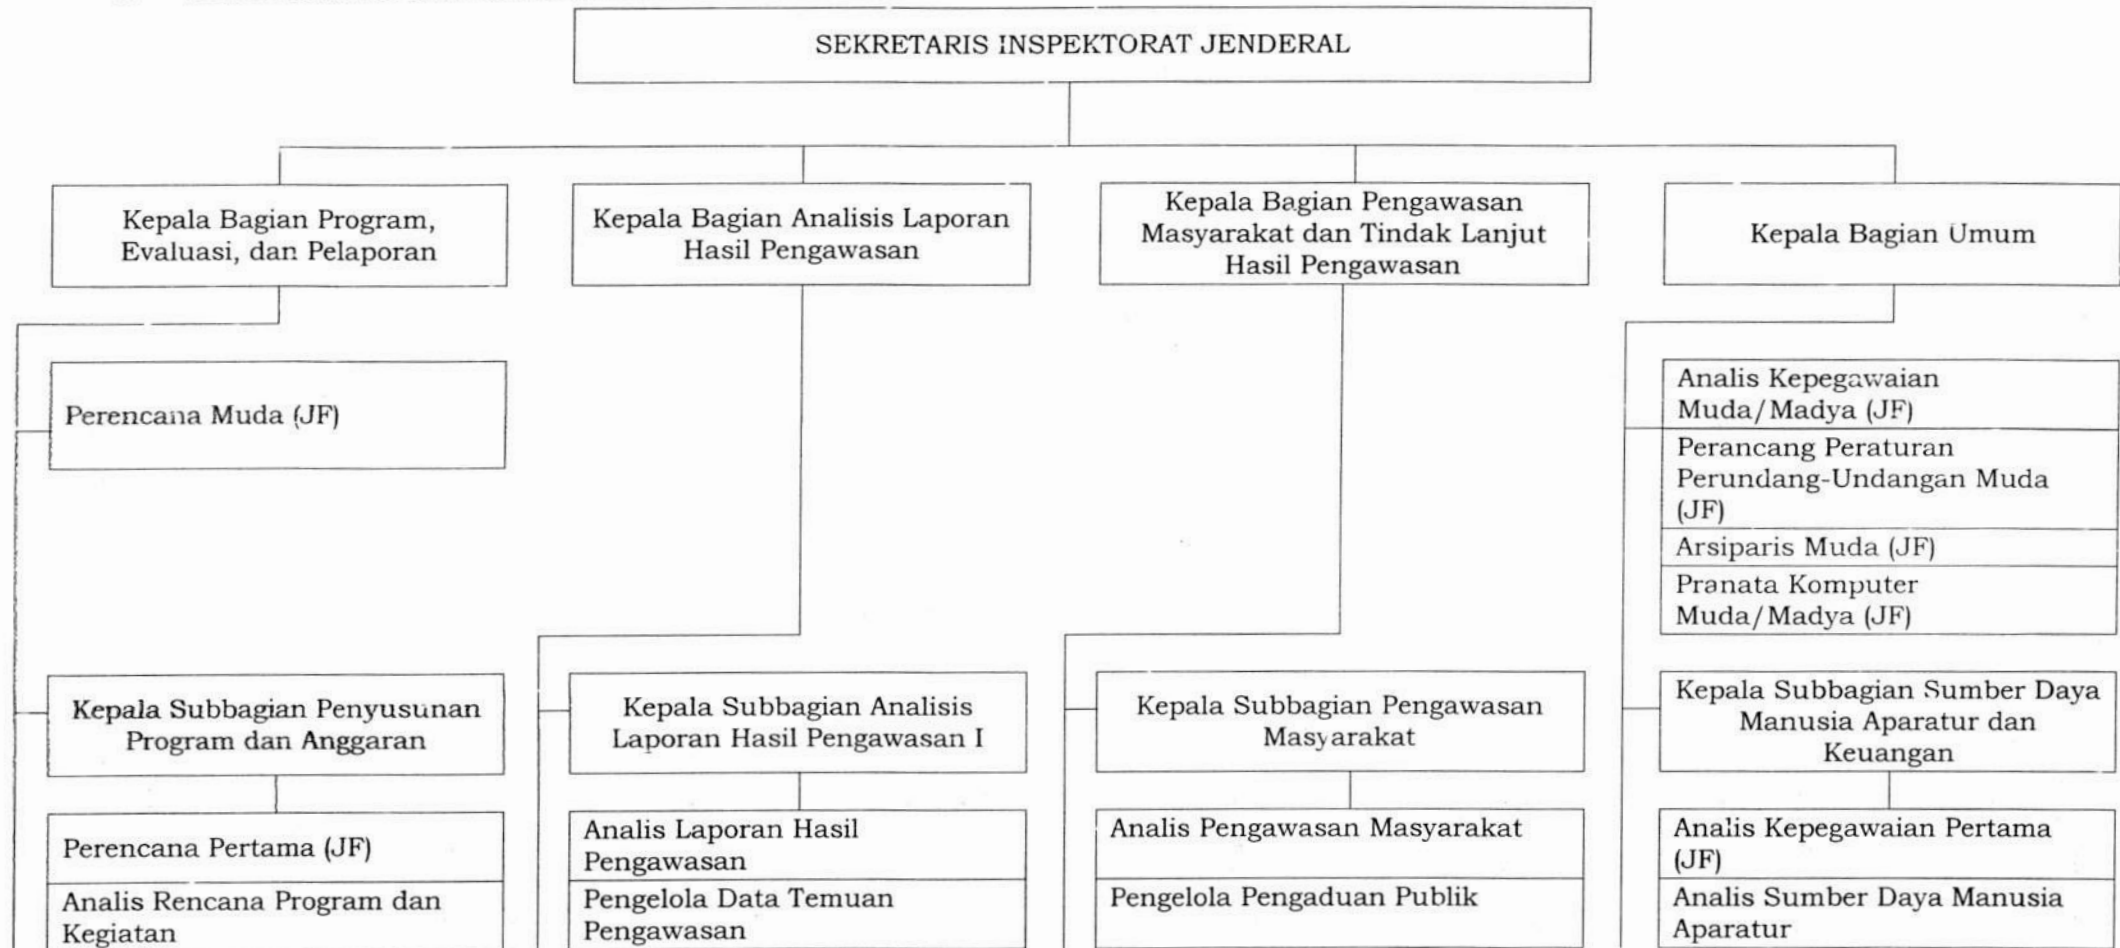 SEKRETARIS INSPEKTORAT JENDERAL
Kepala Bagian Program,
Evaluasi, dan Pelaporan
Kepala Bagian Analisis Laporan
Hasil Pengawasan
Kepala Bagian Pengawasan
Masyarakat dan Tindak Lanjut
Hasil Pengawasan
Kepala Bagian Umum
Perencana Muda (JF)
Analis Kepegawaian
Muda/Madya (JF)
Perancang Peraturan
Perundang-Undangan Muda
(JF)
Arsiparis Muda (JF)
Pranata Komputer
Muda/Madya (JF)
Kepala Subbagian Penyusunan
Program dan Anggaran
Kepala Subbagian Analisis
Laporan Hasil Pengawasan I
Kepala Subbagian Pengawasan
Masyarakat
Kepala Subbagian Sumber Daya
Manusia Aparatur dan
Keuangan
Perencana Pertama (JF)
Analis Rencana Program dan
Kegiatan
Analis Laporan Hasil
Pengawasan
Pengelola Data Temuan
Pengawasan
Analis Pengawasan Masyarakat
Pengelola Pengaduan Publik
Analis Kepegawaian Pertama
(JF)
Analis Sumber Daya Manusia
Aparatur